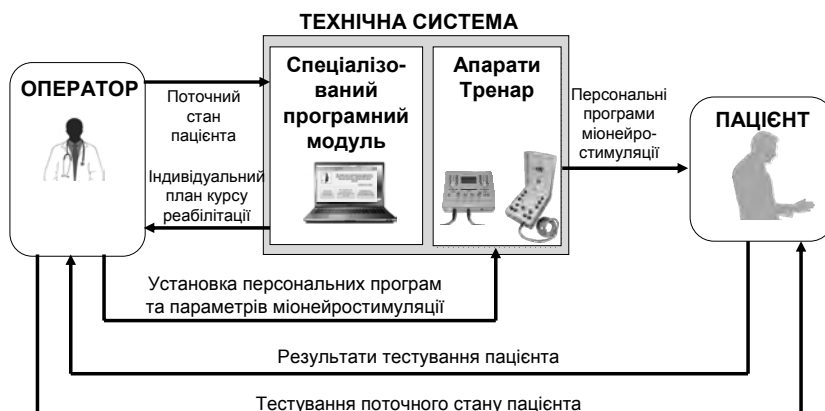 ТЕХНІЧНА СИСТЕМА
ОПЕРАТОР
Поточний
стан
пацієнта
Індивідуальний
план курсу
реабілітації
Спеціалізо-
ваний
програмний
модуль
Апарати
Тренар
Персональні
програми
міонейро-
стимуляції
ПАЦІЄНТ
Установка персональних програм
та параметрів міонейростимуляції
Результати тестування пацієнта
Тестування поточного стану пацієнта